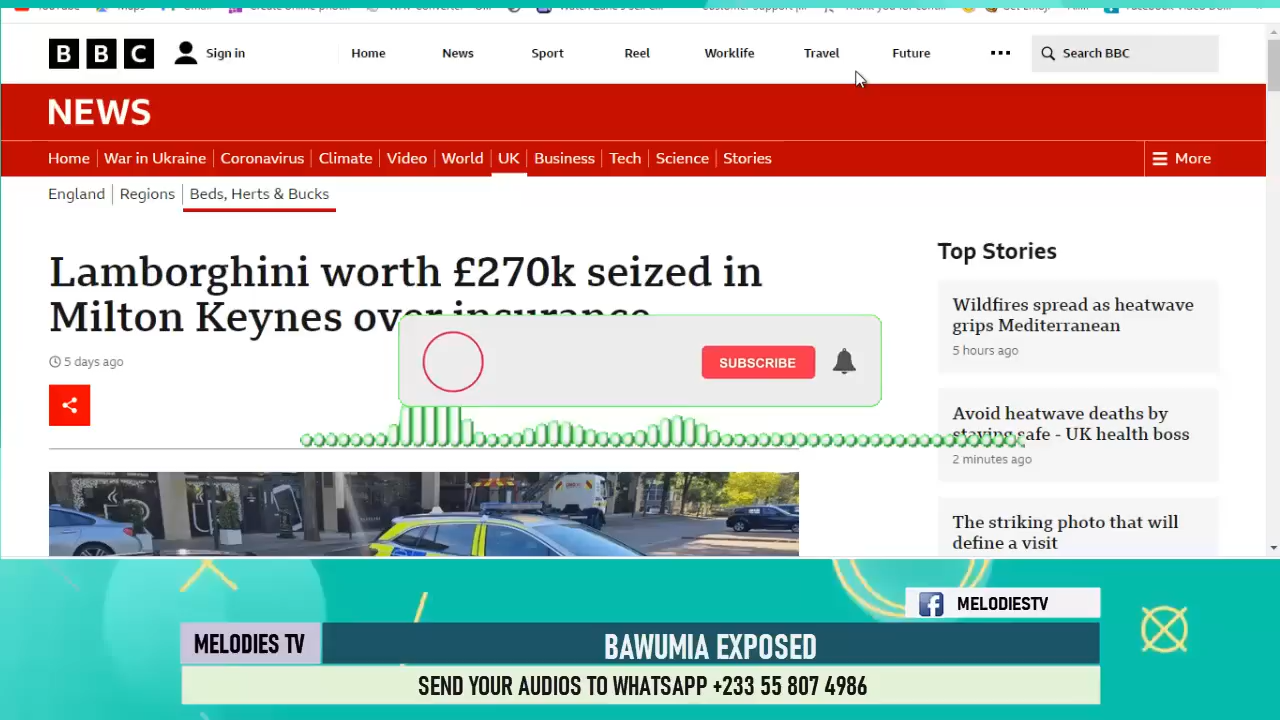 BBC
Sign in
Home
News
Sport
Reel
Worklife
Travel
Future
Search BBC
NEWS
Home
War in Ukraine
Coronavirus
Climate
Video
World
UK
Business
Tech
Science
Stories
More
England
Regions
Beds, Herts & Bucks
Lamborghini worth £270k seized in
Milton Keynes over insurance
5 days ago
SUBSCRIBE
Top Stories
Wildfires spread as heatwave
grips Mediterranean
5 hours ago
Avoid heatwave deaths by
staying safe - UK health boss
2 minutes ago
The striking photo that will
define a visit
MELODIESTV
MELODIES TV
BAWUMIA EXPOSED
SEND YOUR AUDIOS TO WHATSAPP +233 55 807 4986